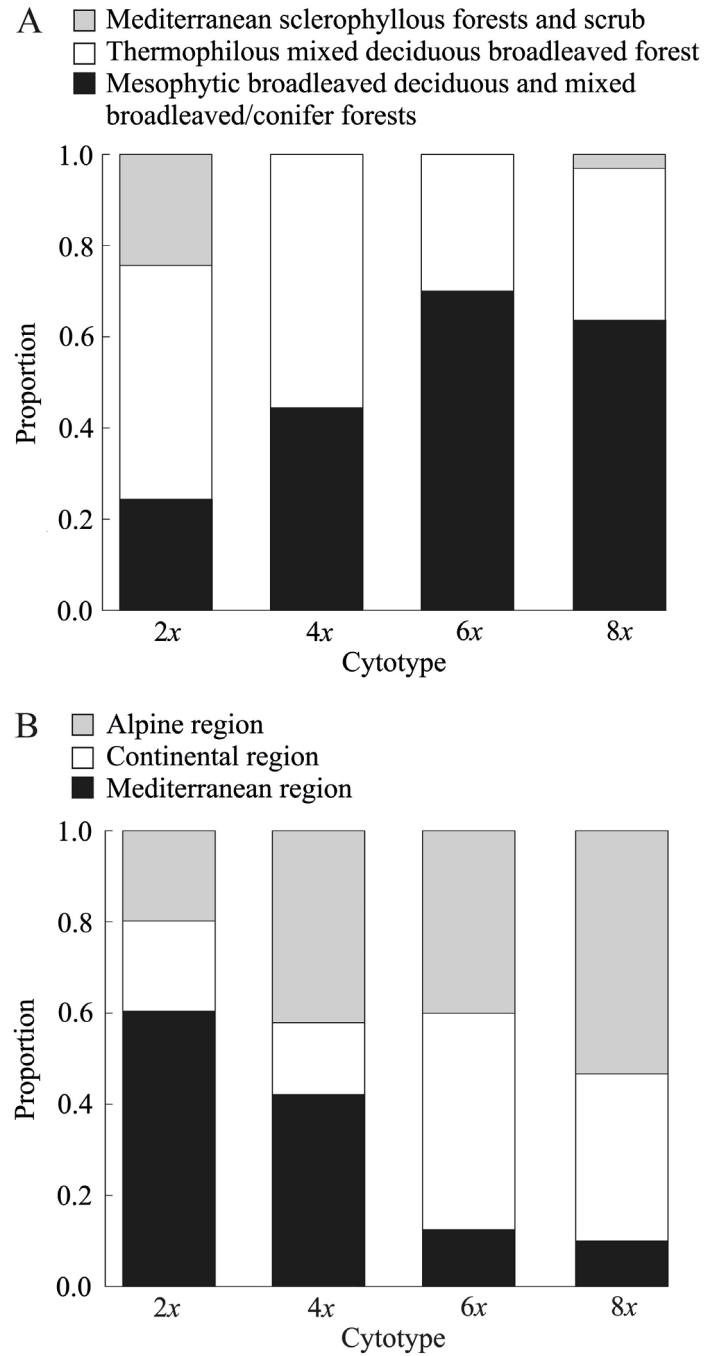 A
Mediterranean sclerophyllous forests and scrub
Thermophilous mixed deciduous broadleaved forest
Mesophytic broadleaved deciduous and mixed
broadleaved/conifer forests
1.0
0.8
0.6
0.4
0.2
0.0
Proportion
2x 4x 6x 8x
Cytotype
B
Alpine region
Continental region
Mediterranean region
1.0
0.8
0.6
0.4
0.2
0.0
Proportion
2x 4x 6x 8x
Cytotype